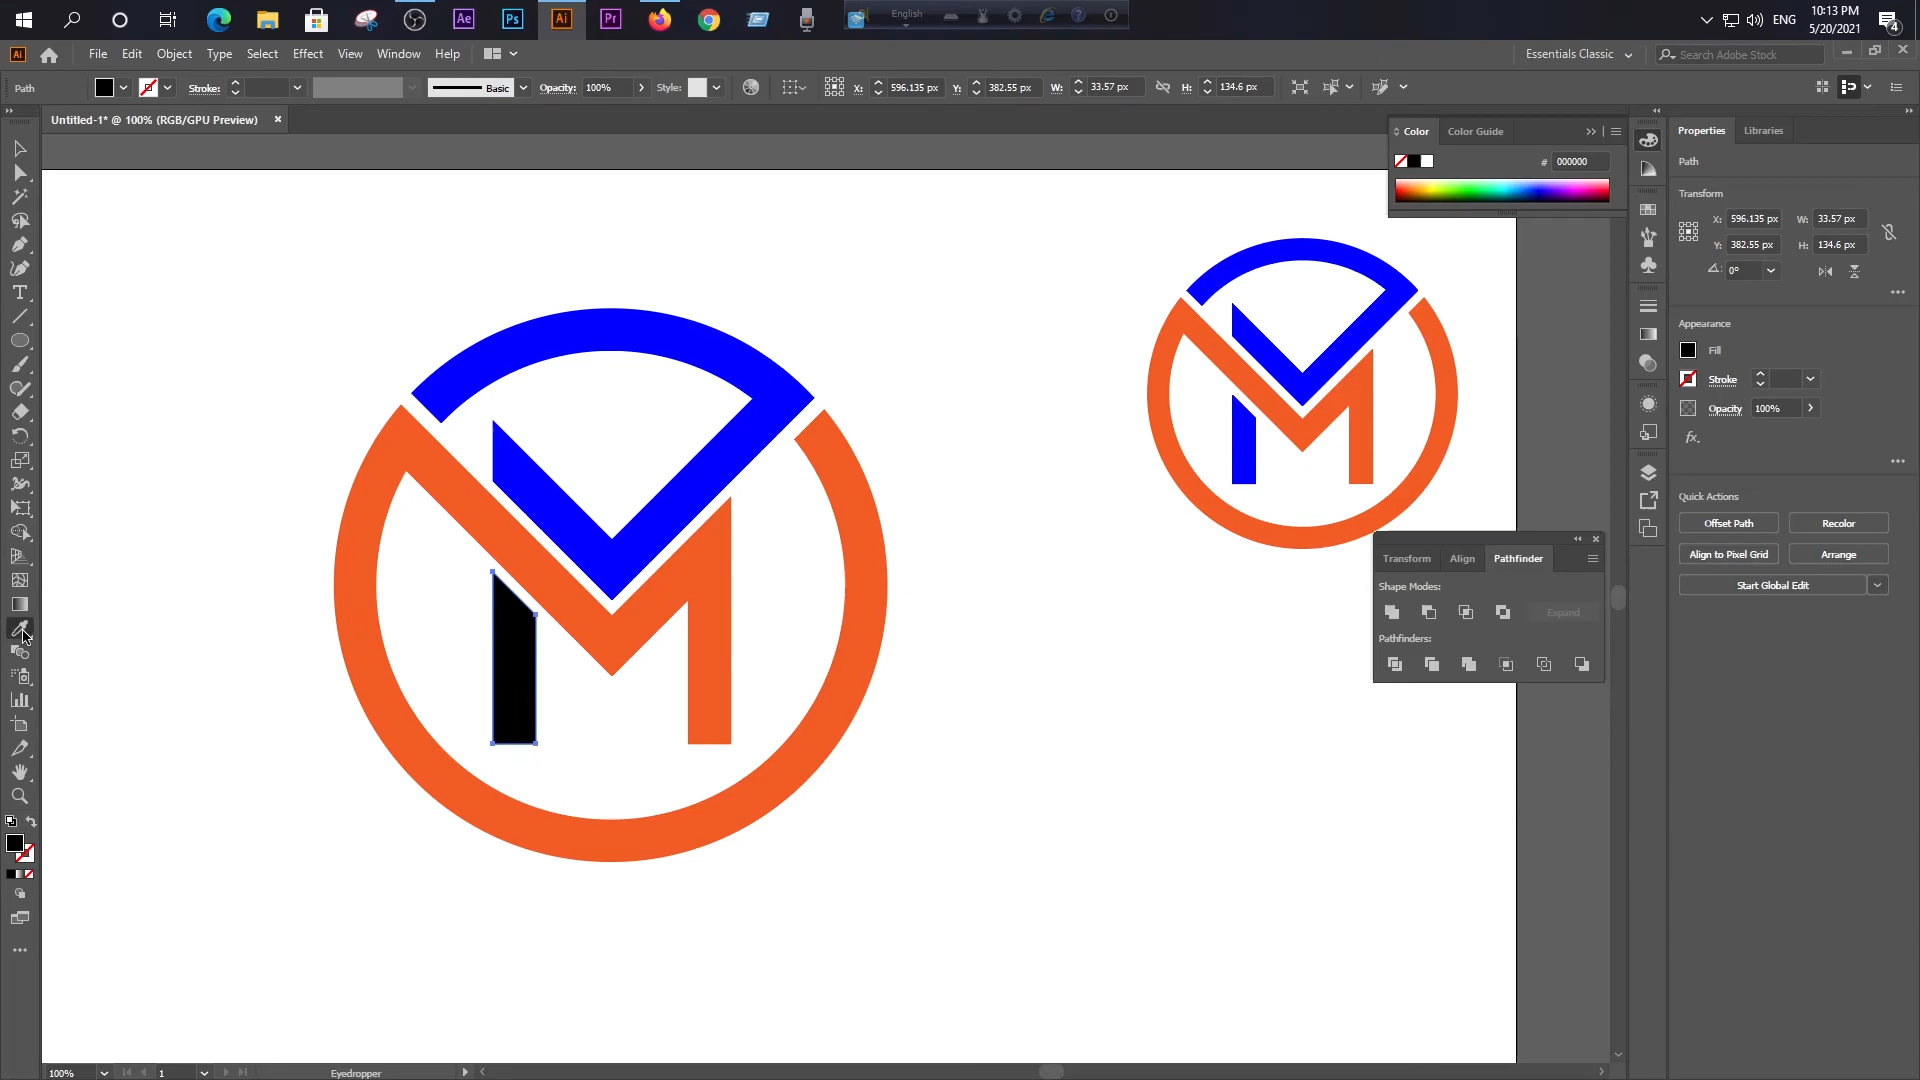 Ae
Ps
Ai
Pr
English
ENG
10:13 PM
5/20/2021
4
Ai
File
Edit
Object
Type
Select
Effect
View
Window
Help
Essentials Classic
Search Adobe Stock
Path
Stroke:
Basic
Opacity:
100%
Style:
X:
596.135 px
Y:
382.55 px
W:
33.57 px
H:
134.6 px
Untitled-1* @ 100% (RGB/GPU Preview)
Color
Color Guide
#
000000
Properties
Libraries
Path
Transform
X:
596.135 px
W:
33.57 px
Y:
382.55 px
H:
134.6 px
0°
Appearance
Fill
Stroke
Opacity
100%
fx.
Quick Actions
Offset Path
Recolor
Align to Pixel Grid
Arrange
Start Global Edit
M
M
Transform
Align
Pathfinder
Shape Modes:
Expand
Pathfinders:
100%
1
Eyedropper